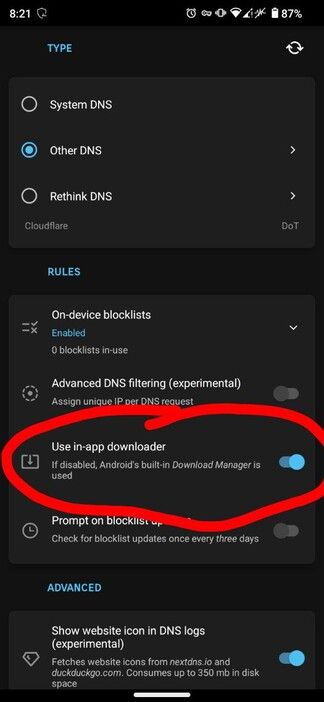 8:21
87%
TYPE
System DNS
Other DNS
Rethink DNS
Cloudflare
DoT
RULES
On-device blocklists
Enabled
0 blocklists in-use
Advanced DNS filtering (experimental)
Assign unique IP per DNS request
Use in-app downloader
If disabled, Android's built-in Download Manager is
used
Prompt on blocklist
Check for blocklist updates once every three days
ADVANCED
Show website icon in DNS logs
(experimental)
Fetches website icons from nextdns.io and
duckduckgo.com. Consumes up to 350 mb in disk
space